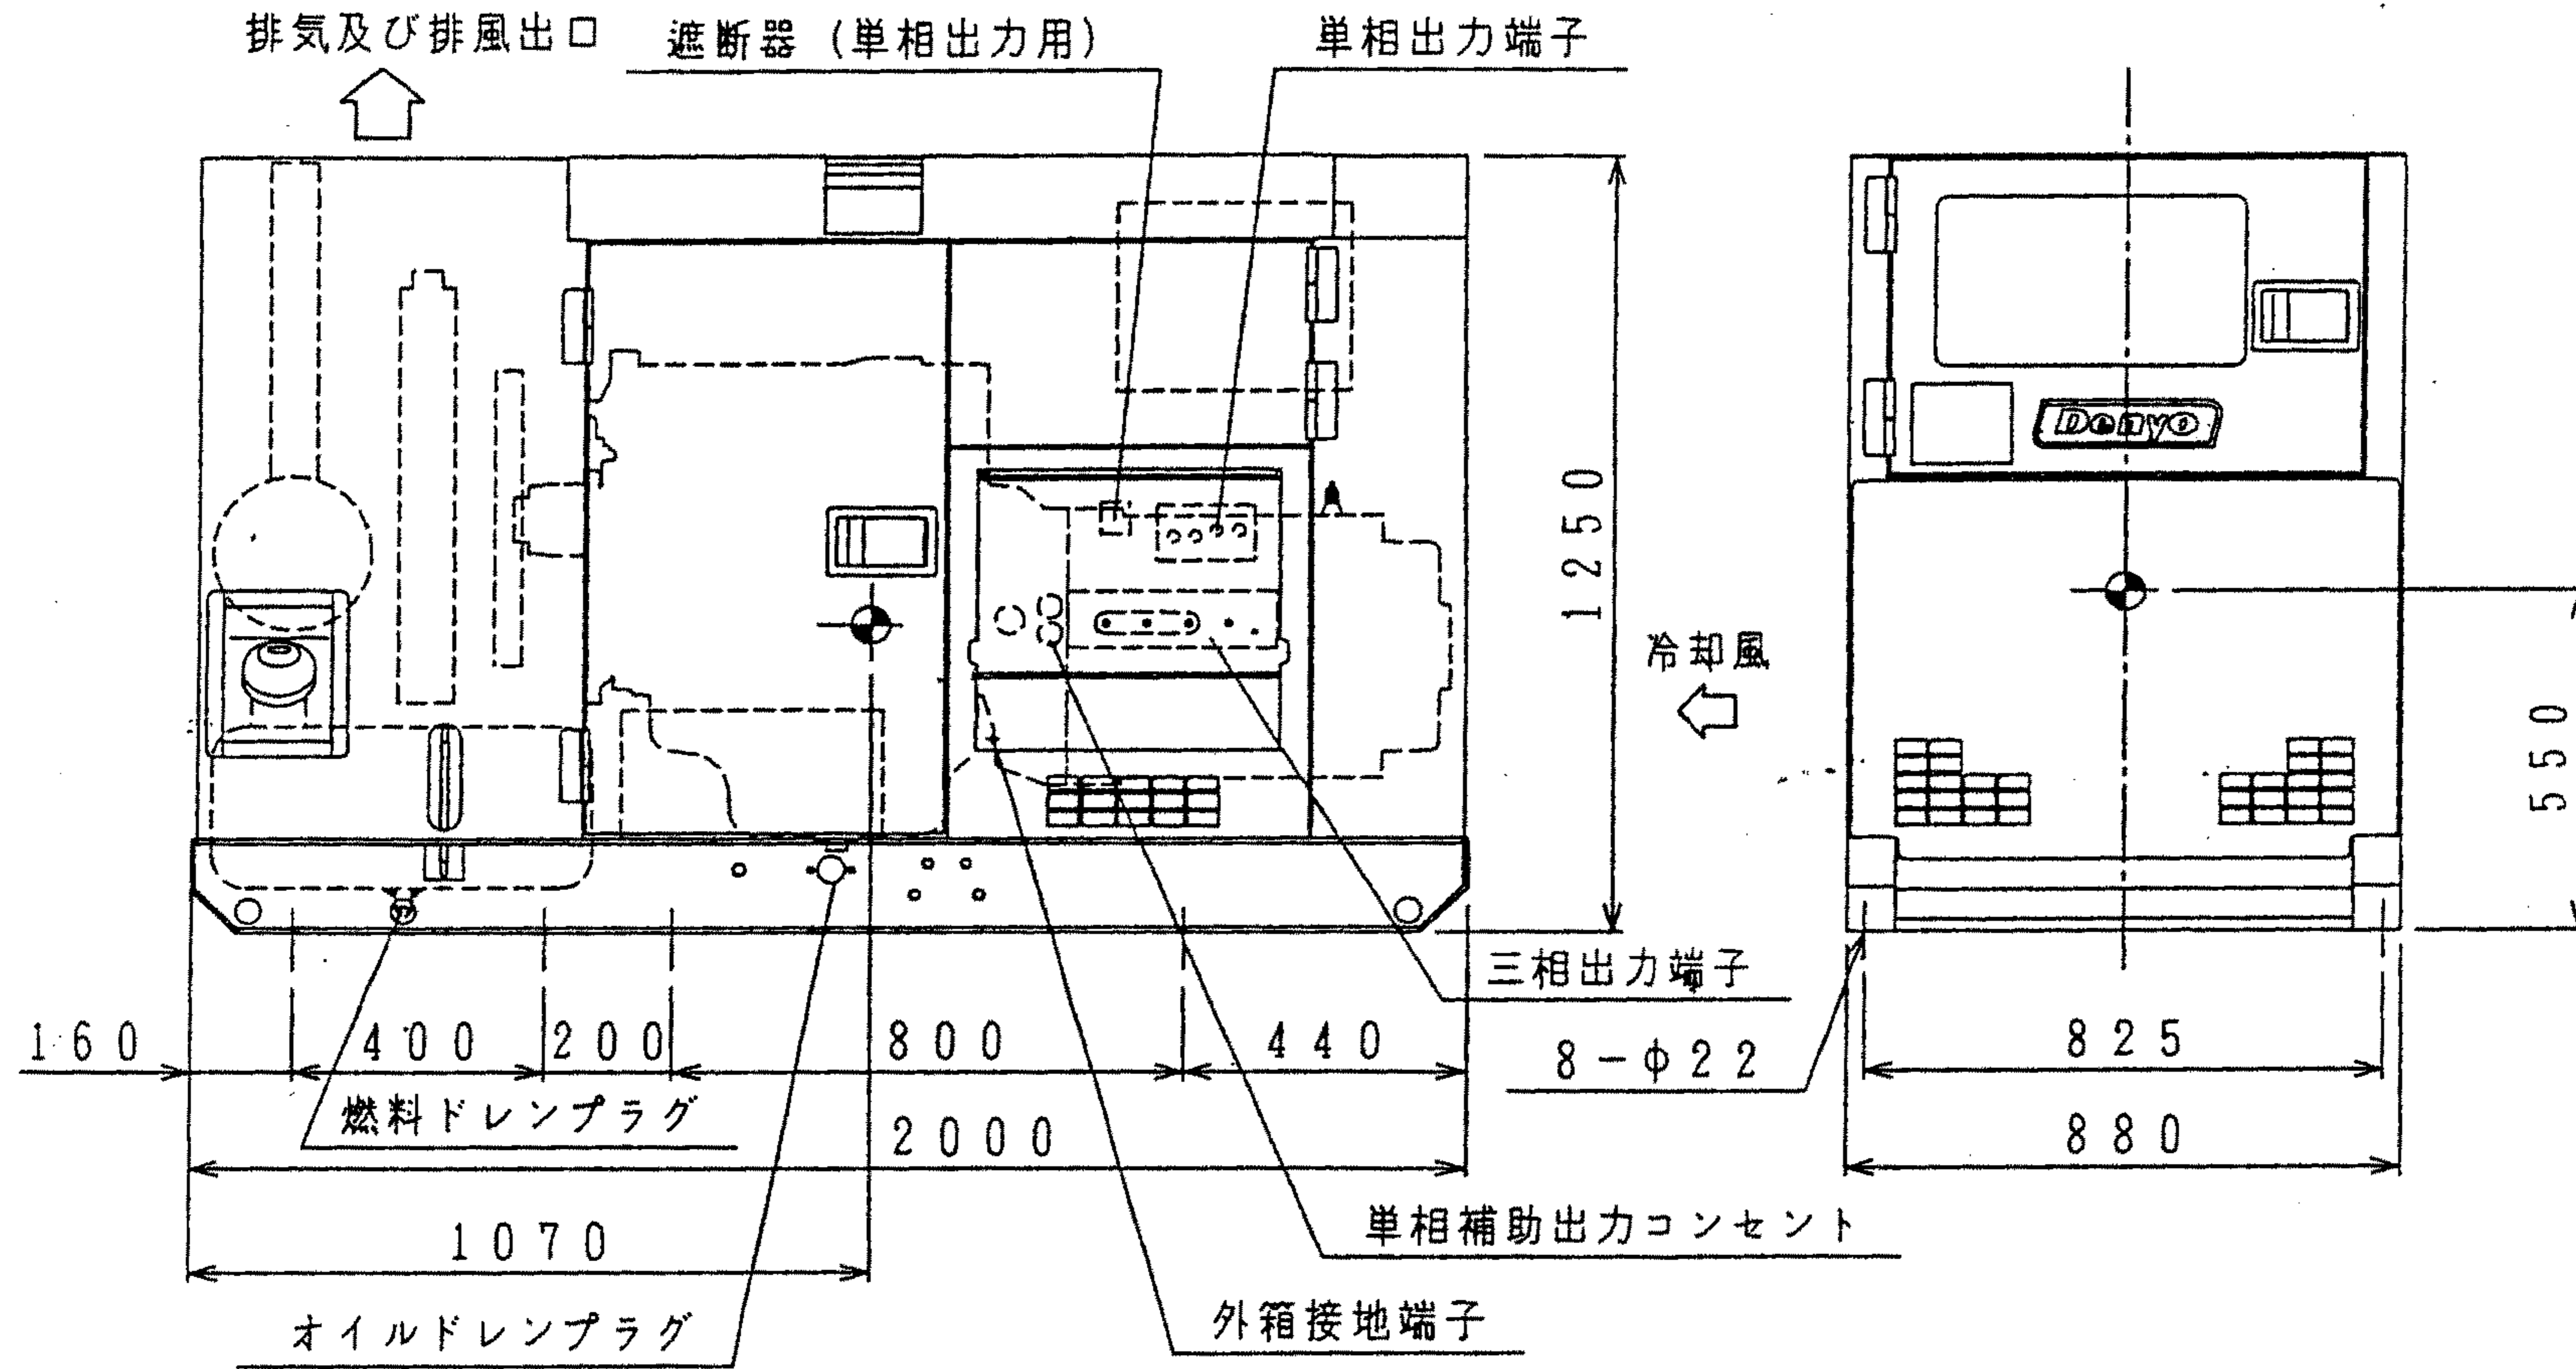 排気及び排風出口
遮断器 (単相出力用)
単相出力端子
Denyo
1250
冷却風
550
三相出力端子
160
400
200
800
440
8-φ22
825
燃料ドレンプラグ
2000
880
単相補助出力コンセント
1070
外箱接地端子
オイルドレンプラグ